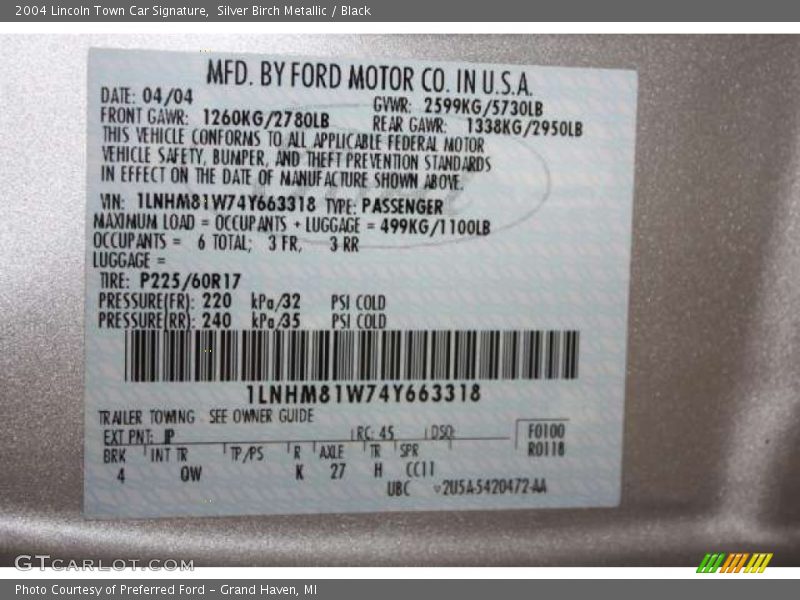 2004 Lincoln Town Car Signature,  Silver Birch Metallic / Black
MFD. BY FORD MOTOR CO. IN U.S.A.
DATE: 04/04
GVWR: 2599KG/5730LB
FRONT GAWR: 1260KG/2780LB
REAR GAWR: 1338KG/2950LB
THIS VEHICLE CONFORMS TO ALL APPLICABLE FEDERAL MOTOR
VEHICLE SAFETY, BUMPER, AND THEFT PREVENTION STANDARDS
IN EFFECT ON THE DATE OF MANUFACTURE SHOWN ABOVE.
VIN: 1LNHM81W74Y663318 TYPE: PASSENGER
MAXIMUM LOAD = OCCUPANTS + LUGGAGE = 499KG/1100LB
OCCUPANTS = 6 TOTAL; 3 FR, 3 RR
LUGGAGE =
TIRE: P225/60R17
PRESSURE(FR): 220 kPa/32 PSI COLD
PRESSURE(RR): 240 kPa/35 PSI COLD
1LNHM81W74Y663318
TRAILER TOWING - SEE OWNER GUIDE
EXT PNT: JP RC: 45 DSO:
F0100
R0118
BRK INT TR TP/PS R AXLE TR SPR
4 OW K 27 H CC11
UBC 2U5A-5420472-AA
GTCarLot.com
Photo Courtesy of Preferred Ford - Grand Haven, MI